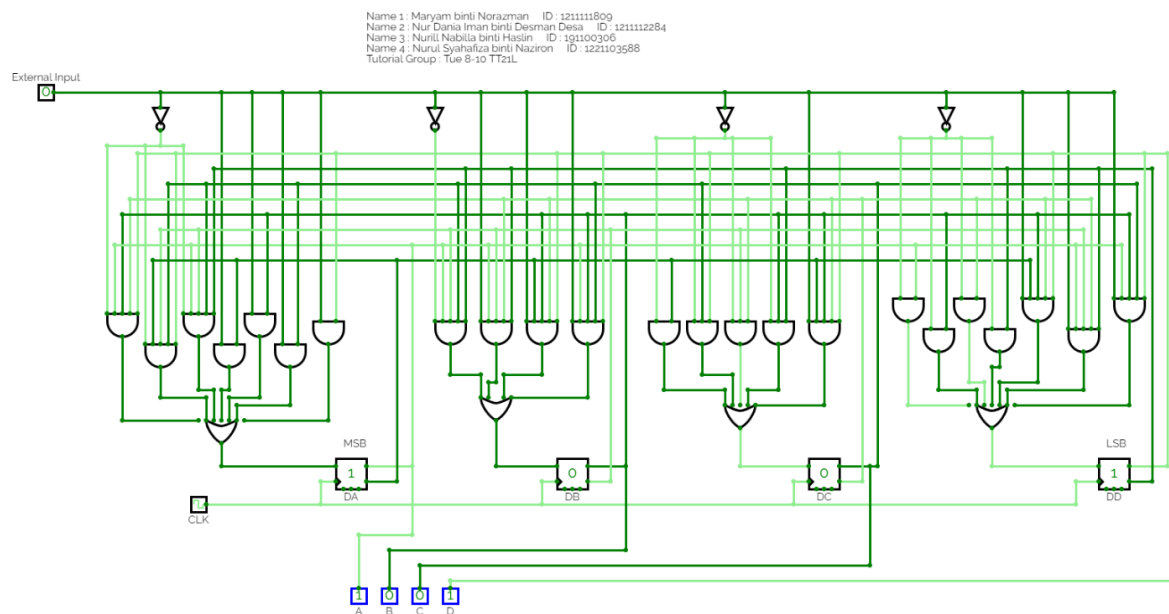 Name 1 : Maryam binti Norazman ID : 1211111809
Name 2 : Nur Dania Iman binti Desman Desa ID : 1211112284
Name 3 : Nurill Nabilla binti Haslin ID : 191100306
Name 4 : Nurul Syahafiza binti Naziron ID : 1221103588
Tutorial Group : Tue 8-10 TT21L
External Input
0
MSB
LSB
1
0
0
1
DA
DB
DC
DD
CLK
1 0 0 1
A B C D